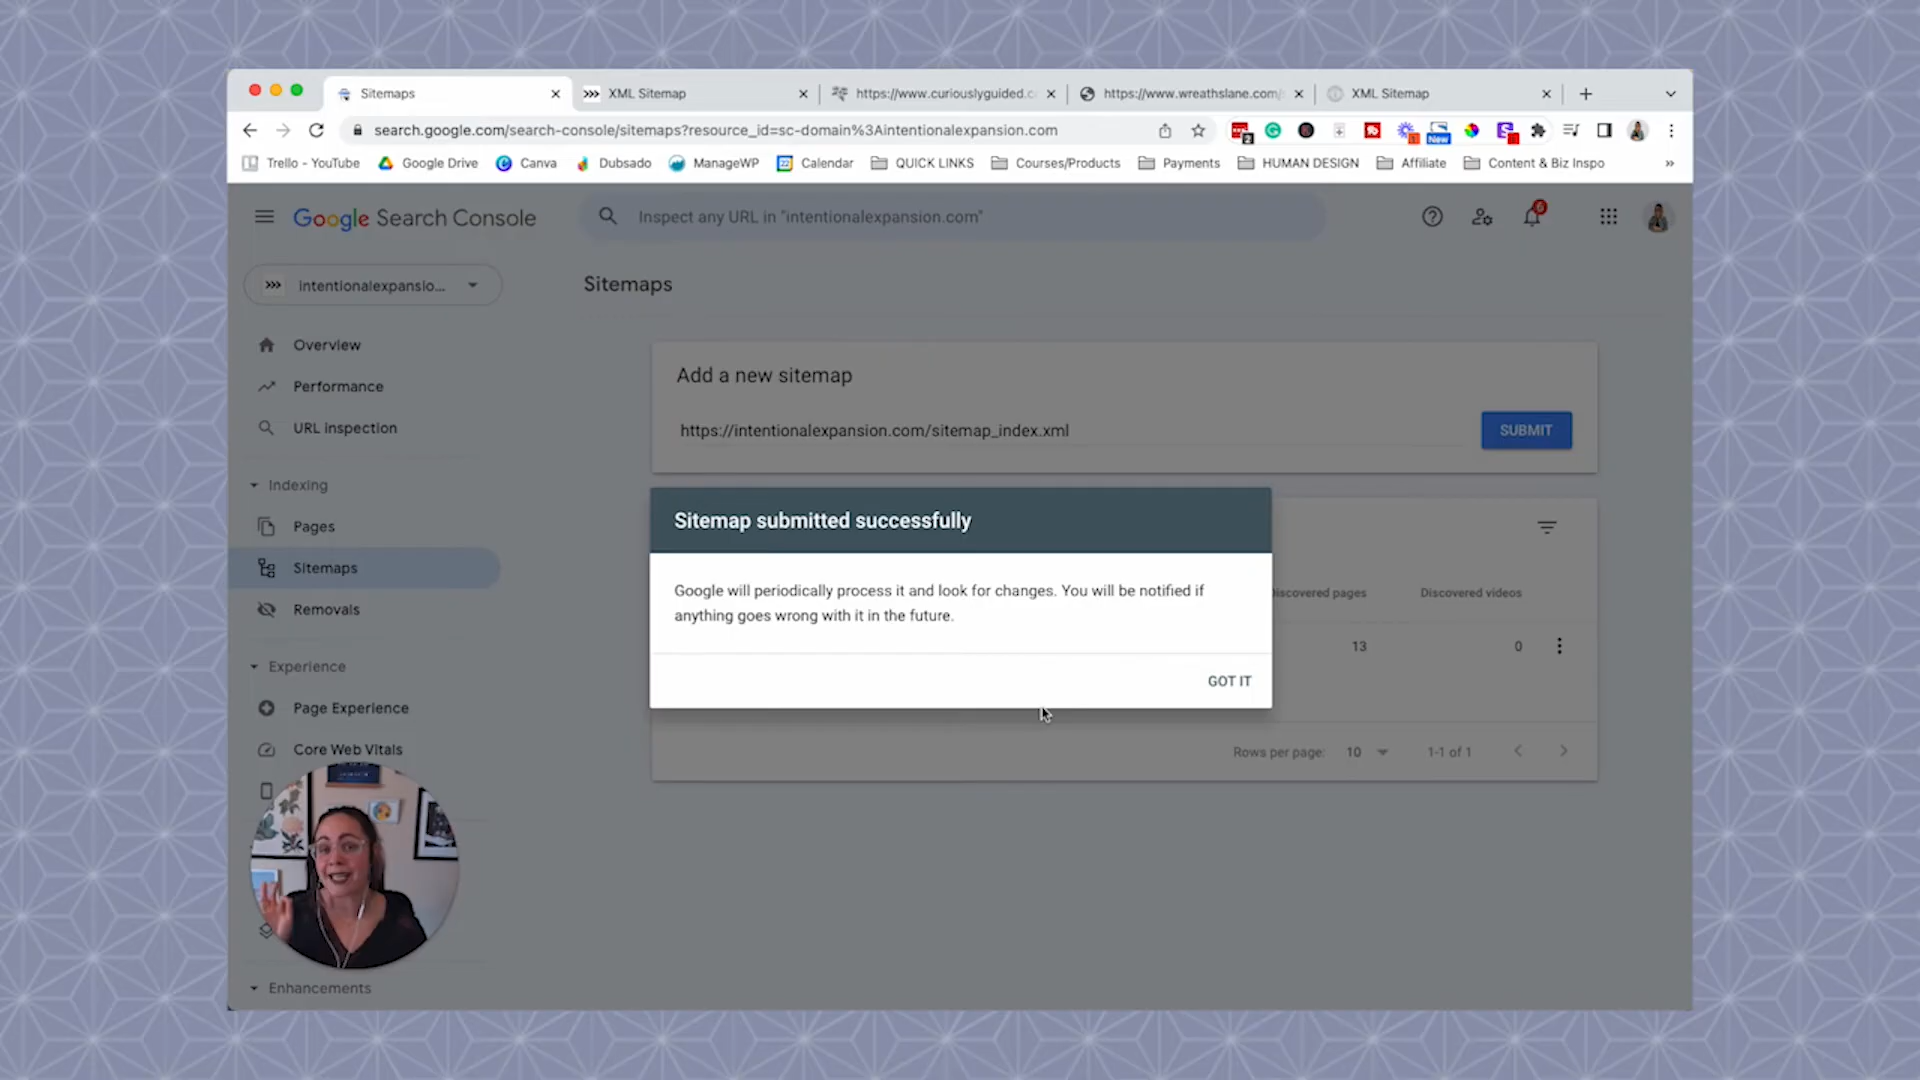 Sitemaps
XML Sitemap
https://www.curiouslyguided.c
https://www.wreathslane.com/
XML Sitemap
search.google.com/search-console/sitemaps?resource_id=sc-domain%3Aintentionalexpansion.com
2
11
New
Trello - YouTube
Google Drive
Canva
Dubsado
ManageWP
22
Calendar
QUICK LINKS
Courses/Products
Payments
HUMAN DESIGN
Affiliate
Content & Biz Inspo
»
Google Search Console
Inspect any URL in "intentionalexpansion.com"
6
intentionalexpansio...
Sitemaps
Overview
Performance
URL inspection
Indexing
Pages
Sitemaps
Removals
Experience
Page Experience
Core Web Vitals
Enhancements
Add a new sitemap
https://intentionalexpansion.com/sitemap_index.xml
SUBMIT
Sitemap submitted successfully
Google will periodically process it and look for changes. You will be notified if
anything goes wrong with it in the future.
GOT IT
iscovered pages
Discovered videos
13
0
Rows per page:
10
1-1 of 1